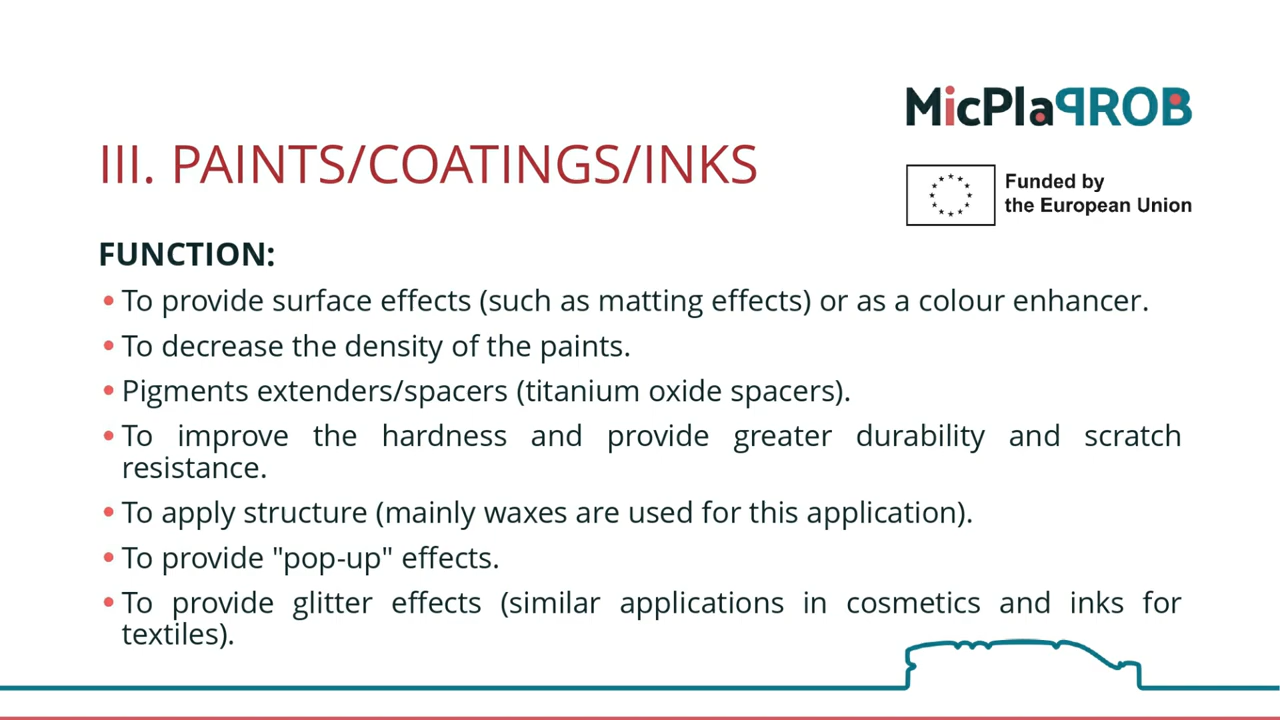 MicPlaPROB
III. PAINTS/COATINGS/INKS
Funded by
the European Union
FUNCTION:
• To provide surface effects (such as matting effects) or as a colour enhancer.
• To decrease the density of the paints.
• Pigments extenders/spacers (titanium oxide spacers).
• To improve the hardness and provide greater durability and scratch
resistance.
• To apply structure (mainly waxes are used for this application).
• To provide "pop-up" effects.
• To provide glitter effects (similar applications in cosmetics and inks for
textiles).